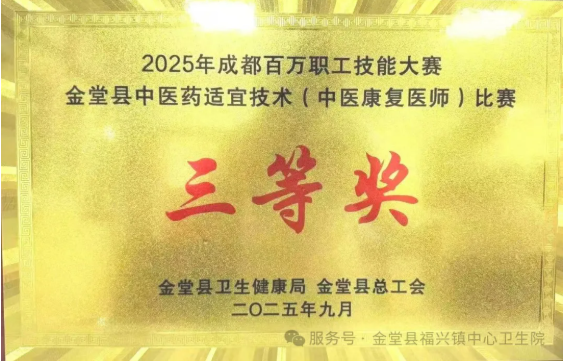 2025年成都百万职工技能大赛
金堂县中医药适宜技术（中医康复医师）比赛
三等奖
金堂县卫生健康局 金堂县总工会
二〇二五年九月
服务号 · 金堂县福兴镇中心卫生院